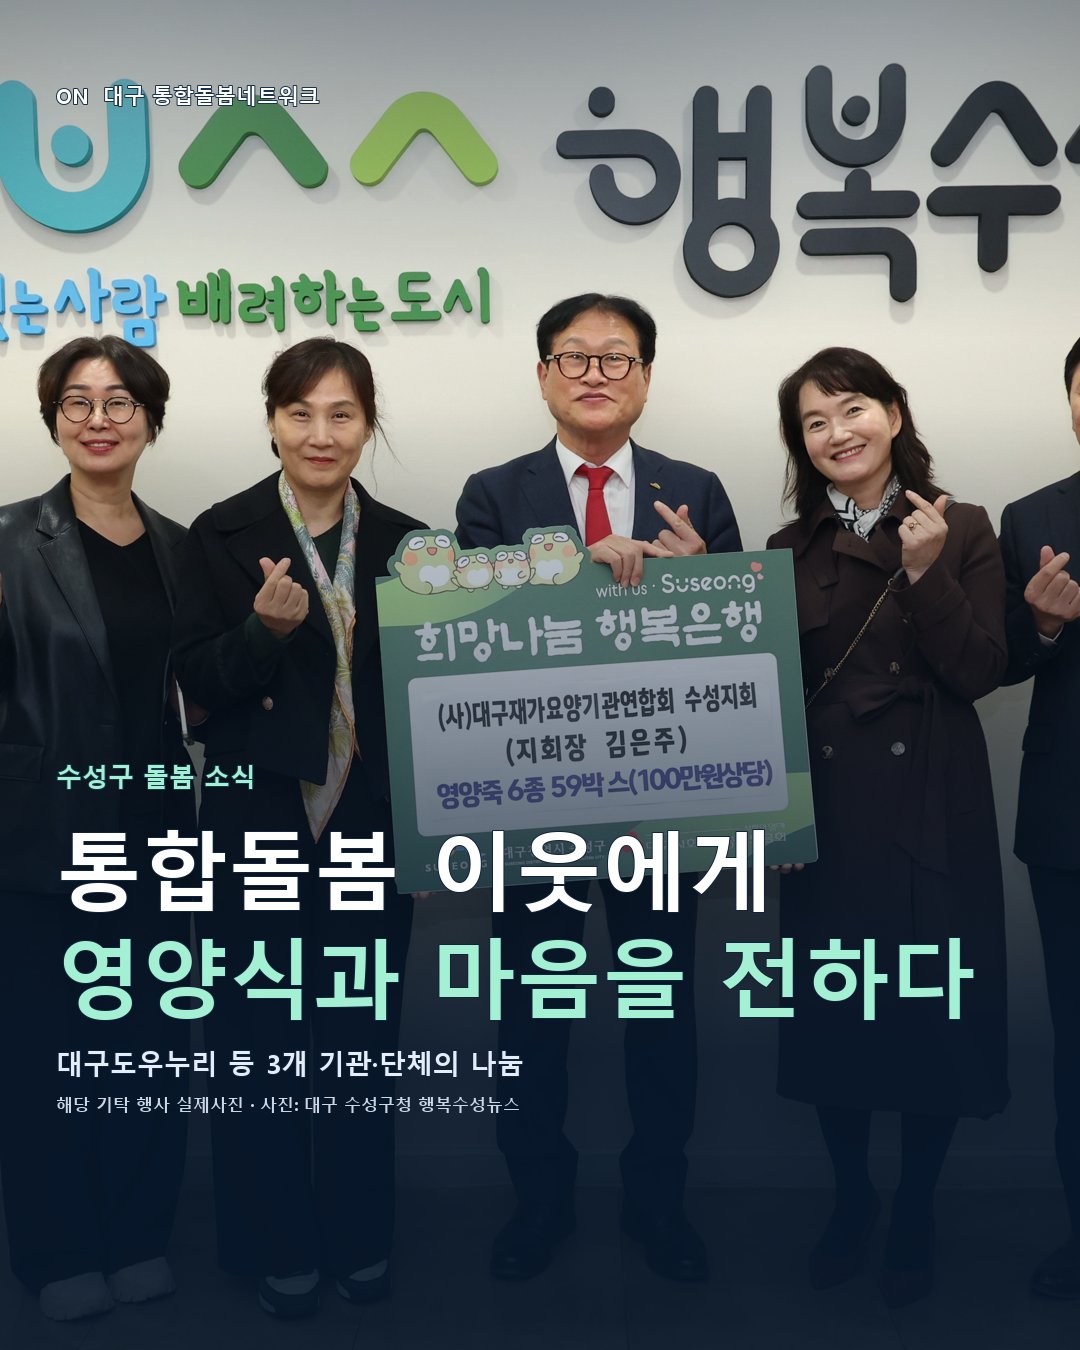 ON 대구 통합돌봄네트워크
행복수
있는 사람 배려하는 도시
with us · Suseong
희망나눔 행복은행
(사)대구재가요양기관연합회 수성지회
(지회장 김은주)
영양죽 6종 59박스(100만원상당)
수성구 돌봄 소식
통합돌봄 이웃에게
영양식과 마음을 전하다
대구도우누리 등 3개 기관·단체의 나눔
해당 기탁 행사 실제사진 · 사진: 대구 수성구청 행복수성뉴스